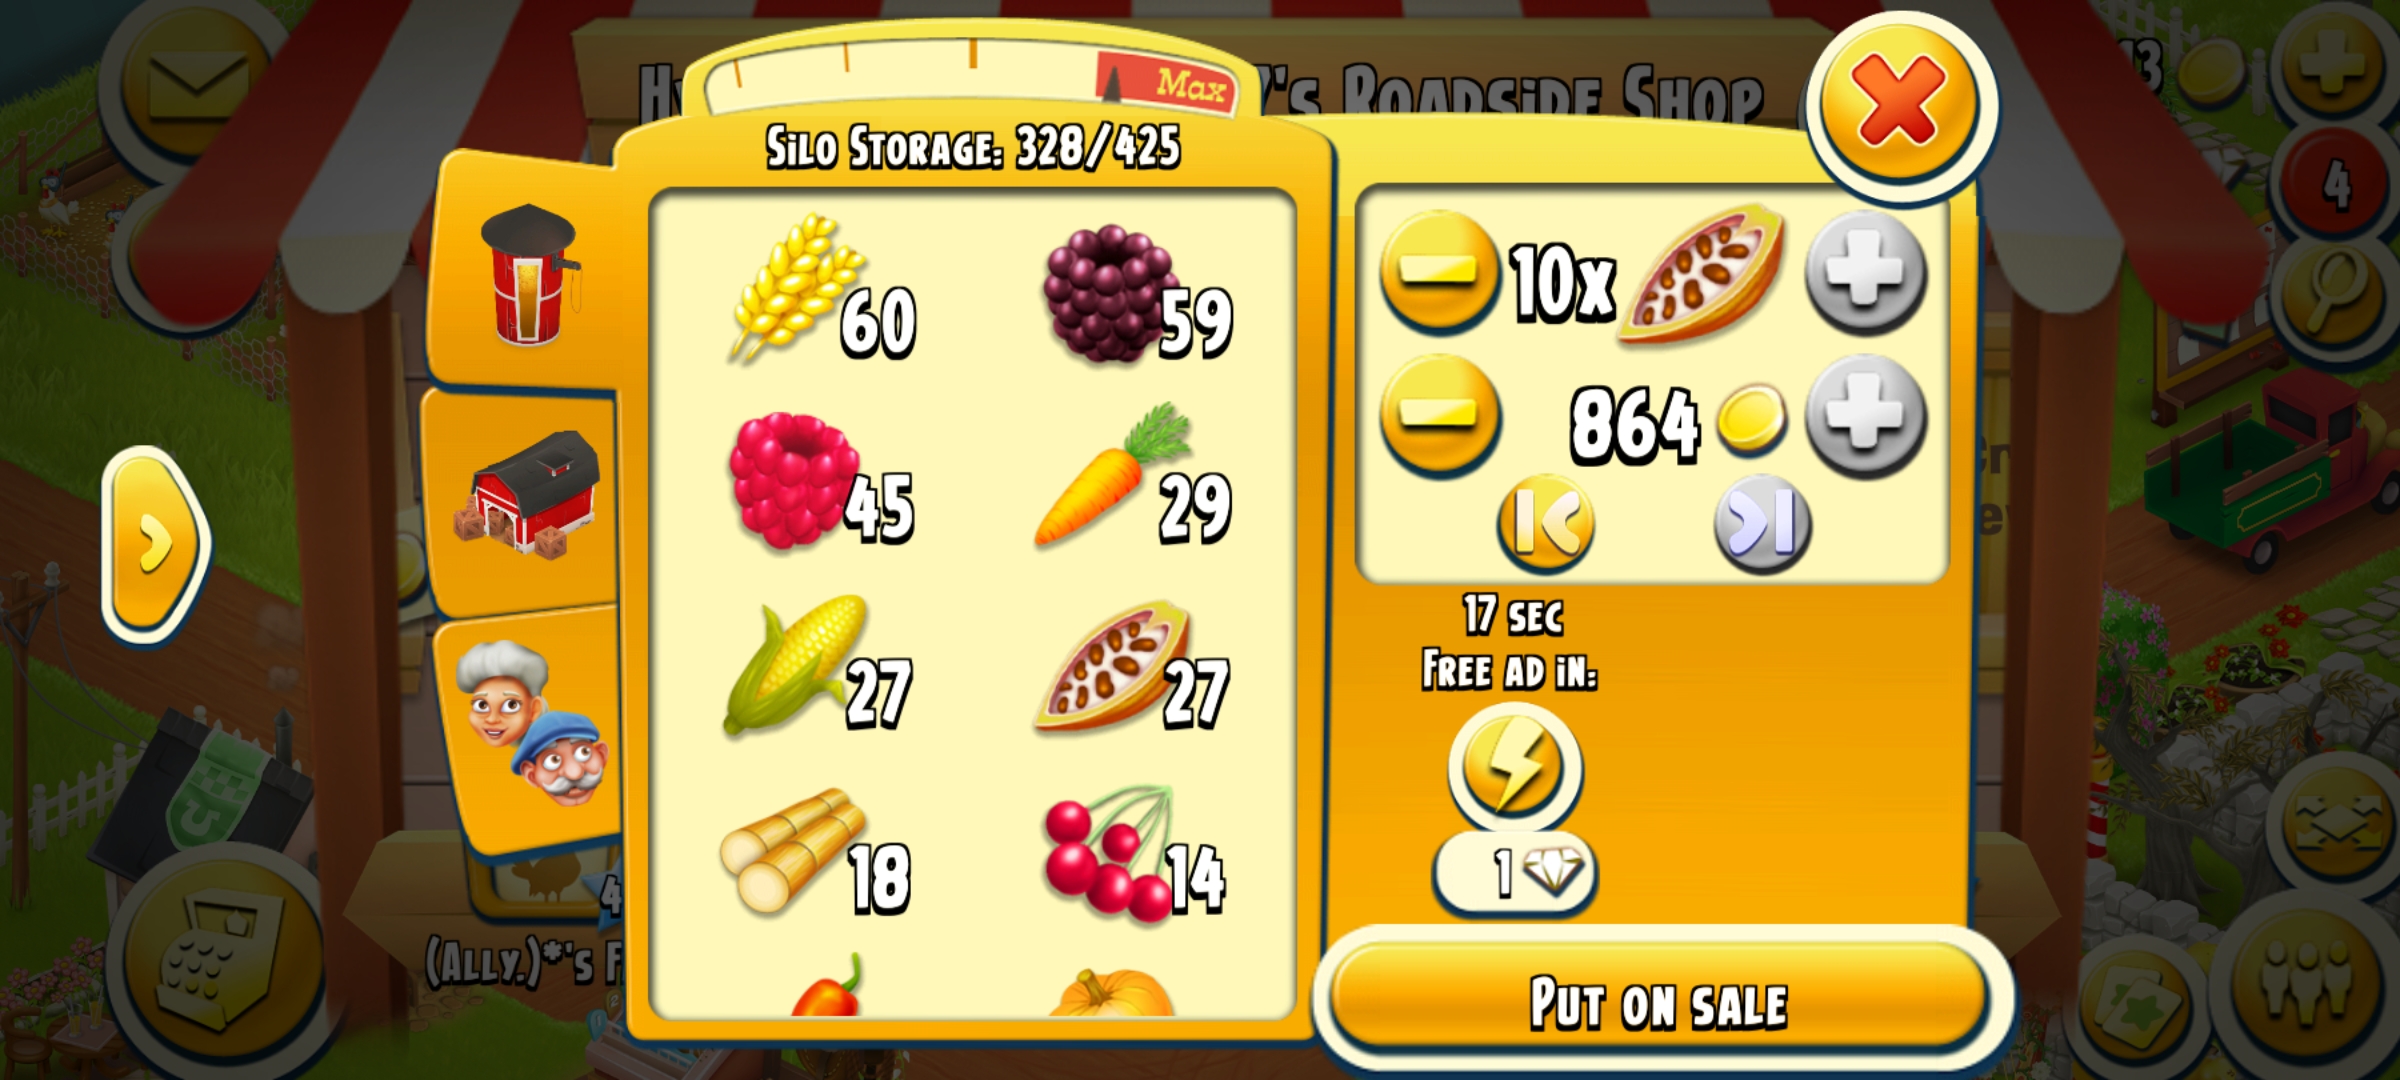 Max
'S ROADSIDE SHOP
SILO STORAGE: 328/425
4
60
59
10x
864
45
29
17 SEC
FREE AD IN:
27
27
18
14
1
(ALLY.)*'S
PUT ON SALE